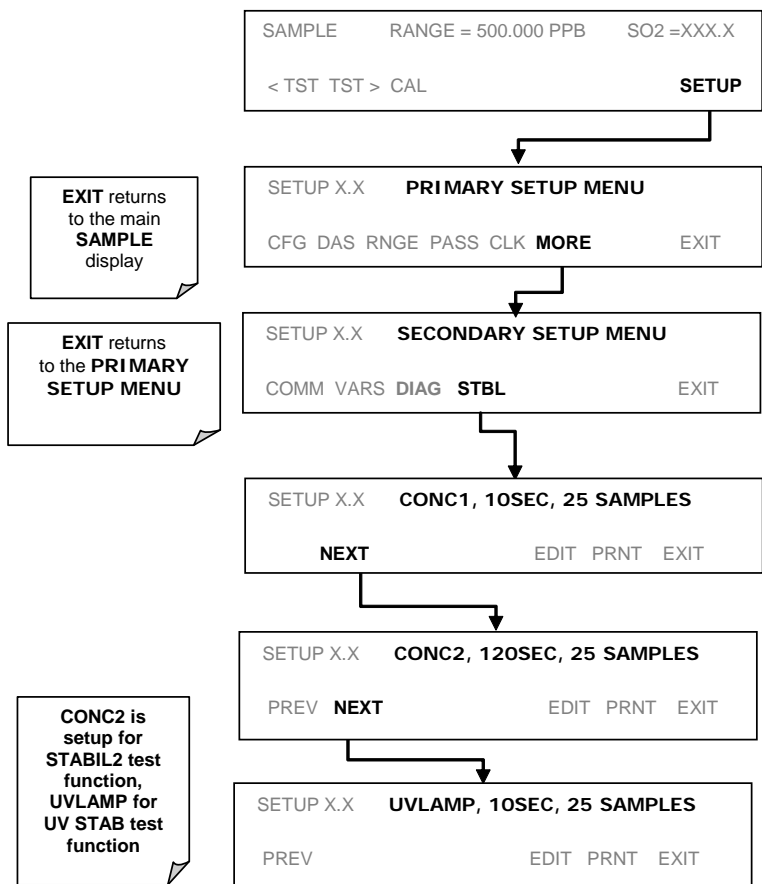 SAMPLE RANGE = 500.000 PPB SO2 =XXX.X
< TST TST > CAL SETUP
SETUP X.X PRIMARY SETUP MENU
CFG DAS RNGE PASS CLK MORE EXIT
EXIT returns
to the main
SAMPLE
display
SETUP X.X SECONDARY SETUP MENU
COMM VARS DIAG STBL EXIT
EXIT returns
to the PRIMARY
SETUP MENU
SETUP X.X CONC1, 10SEC, 25 SAMPLES
NEXT EDIT PRNT EXIT
SETUP X.X CONC2, 120SEC, 25 SAMPLES
PREV NEXT EDIT PRNT EXIT
CONC2 is
setup for
STABIL2 test
function,
UVLAMP for
UV STAB test
function
SETUP X.X UVLAMP, 10SEC, 25 SAMPLES
PREV EDIT PRNT EXIT